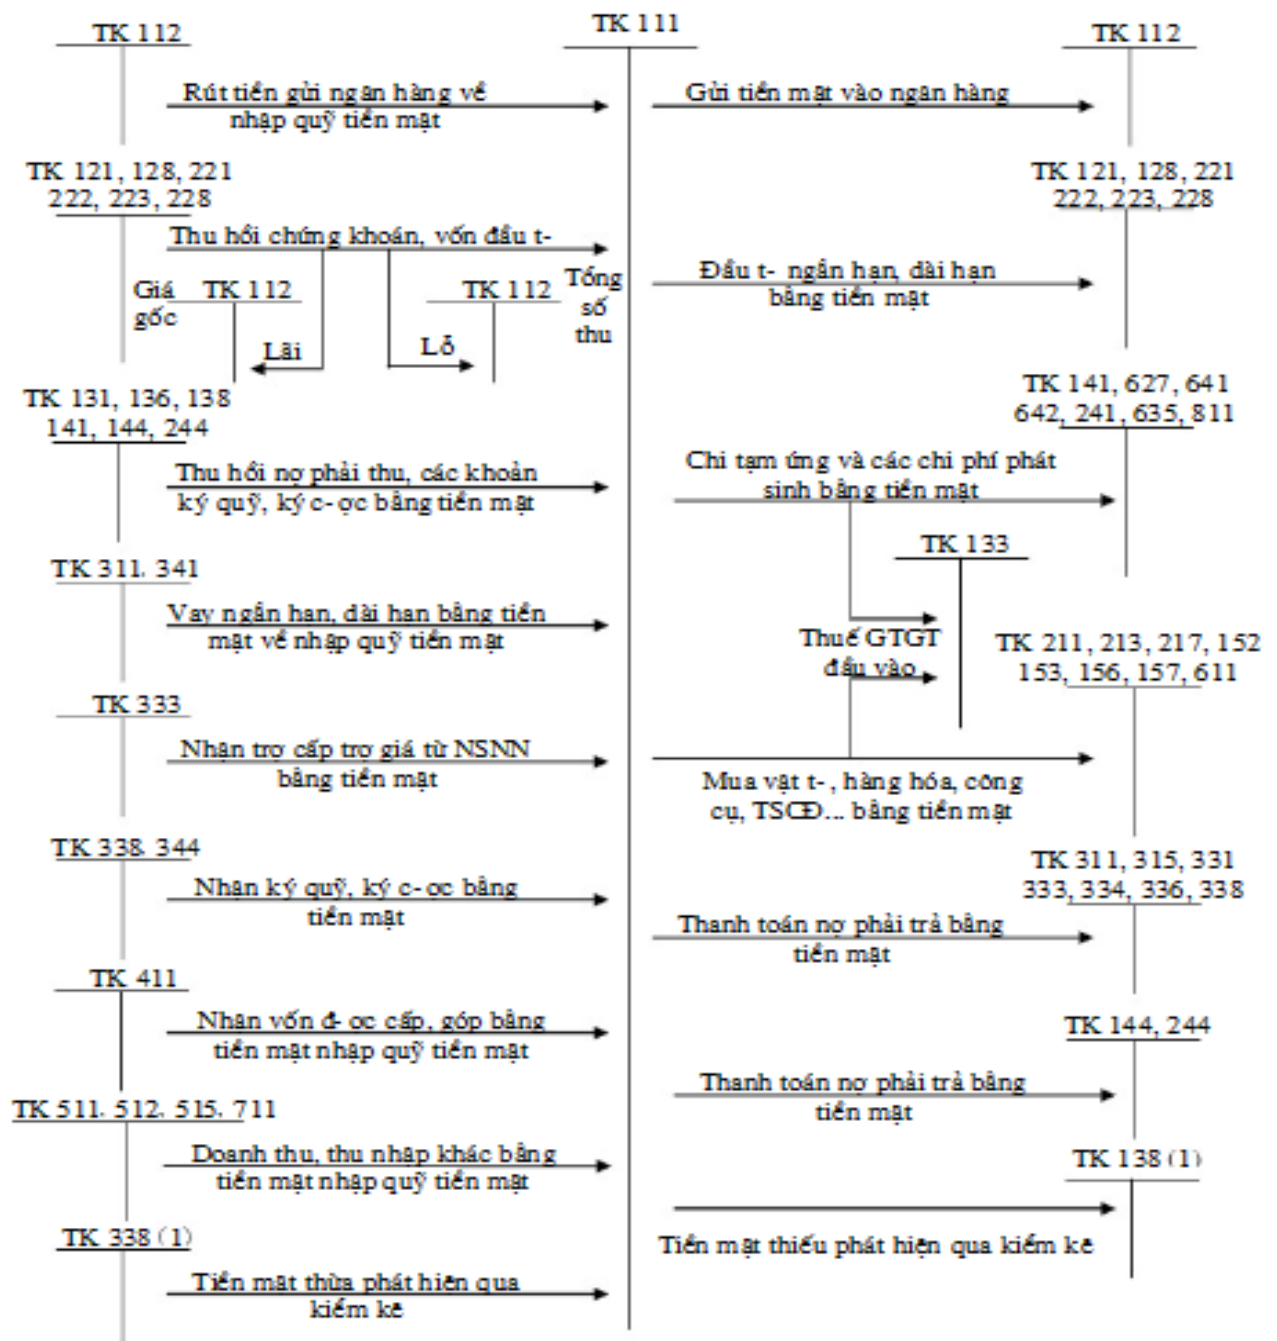 TK 112
TK 111
TK 112
Rút tiền gửi ngân hàng về
nhập quỹ tiền mặt
Gửi tiền mặt vào ngân hàng
TK 121, 128, 221
222, 223, 228
TK 121, 128, 221
222, 223, 228
Thu hồi chứng khoán, vốn đầu t-
Giá
gốc
TK 112
TK 112
Tổng
số
thu
Lãi
Lỗ
Đầu t- ngắn hạn, dài hạn
bằng tiền mặt
TK 131, 136, 138
141, 144, 244
TK 141, 627, 641
642, 241, 635, 811
Thu hồi nợ phải thu, các khoản
ký quỹ, ký c- ợc bằng tiền mặt
Chi tạm ứng và các chi phí phát
sinh bằng tiền mặt
TK 133
TK 311, 341
Vay ngắn hạn, dài hạn bằng tiền
mặt về nhập quỹ tiền mặt
Thuế GTGT
đầu vào
TK 211, 213, 217, 152
153, 156, 157, 611
TK 333
Nhận trợ cấp trợ giá từ NSNN
bằng tiền mặt
Mua vật t-, hàng hóa, công
cụ, TSCĐ... bằng tiền mặt
TK 338, 344
Nhận ký quỹ, ký c- ợc bằng
tiền mặt
TK 311, 315, 331
333, 334, 336, 338
Thanh toán nợ phải trả bằng
tiền mặt
TK 411
Nhận vốn đ- ợc cấp, góp bằng
tiền mặt nhập quỹ tiền mặt
TK 144, 244
Thanh toán nợ phải trả bằng
tiền mặt
TK 511, 512, 515, 711
Doanh thu, thu nhập khác bằng
tiền mặt nhập quỹ tiền mặt
TK 138 (1)
Tiền mặt thiếu phát hiện qua kiểm kê
TK 338 (1)
Tiền mặt thừa phát hiện qua
kiểm kê